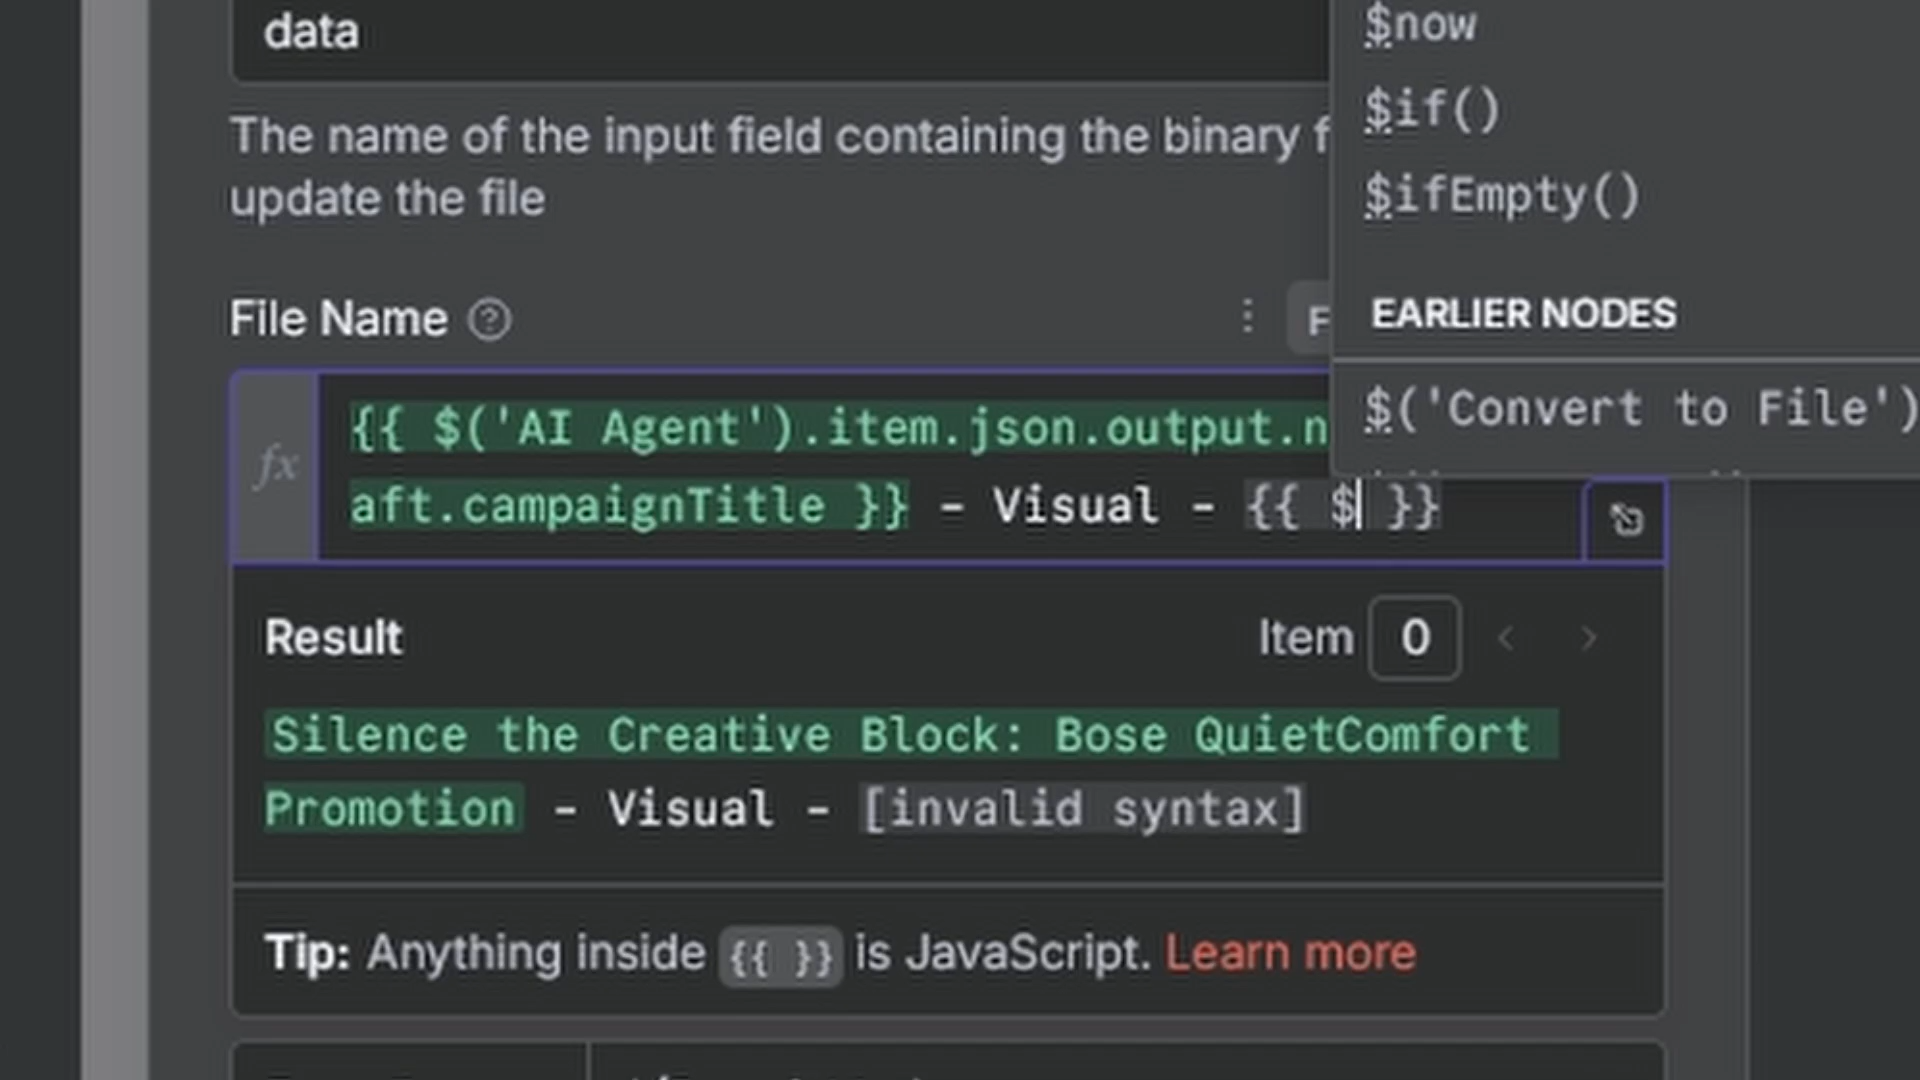 data
$now
The name of the input field containing the binary
$if()
update the file
$ifEmpty()
File Name
EARLIER NODES
fx
{{ $('AI Agent').item.json.output.n
$('Convert to File')
aft.campaignTitle }} - Visual - {{ $ }}
Result
Item 0
Silence the Creative Block: Bose QuietComfort
Promotion - Visual - [invalid syntax]
Tip: Anything inside {{ }} is JavaScript. Learn more